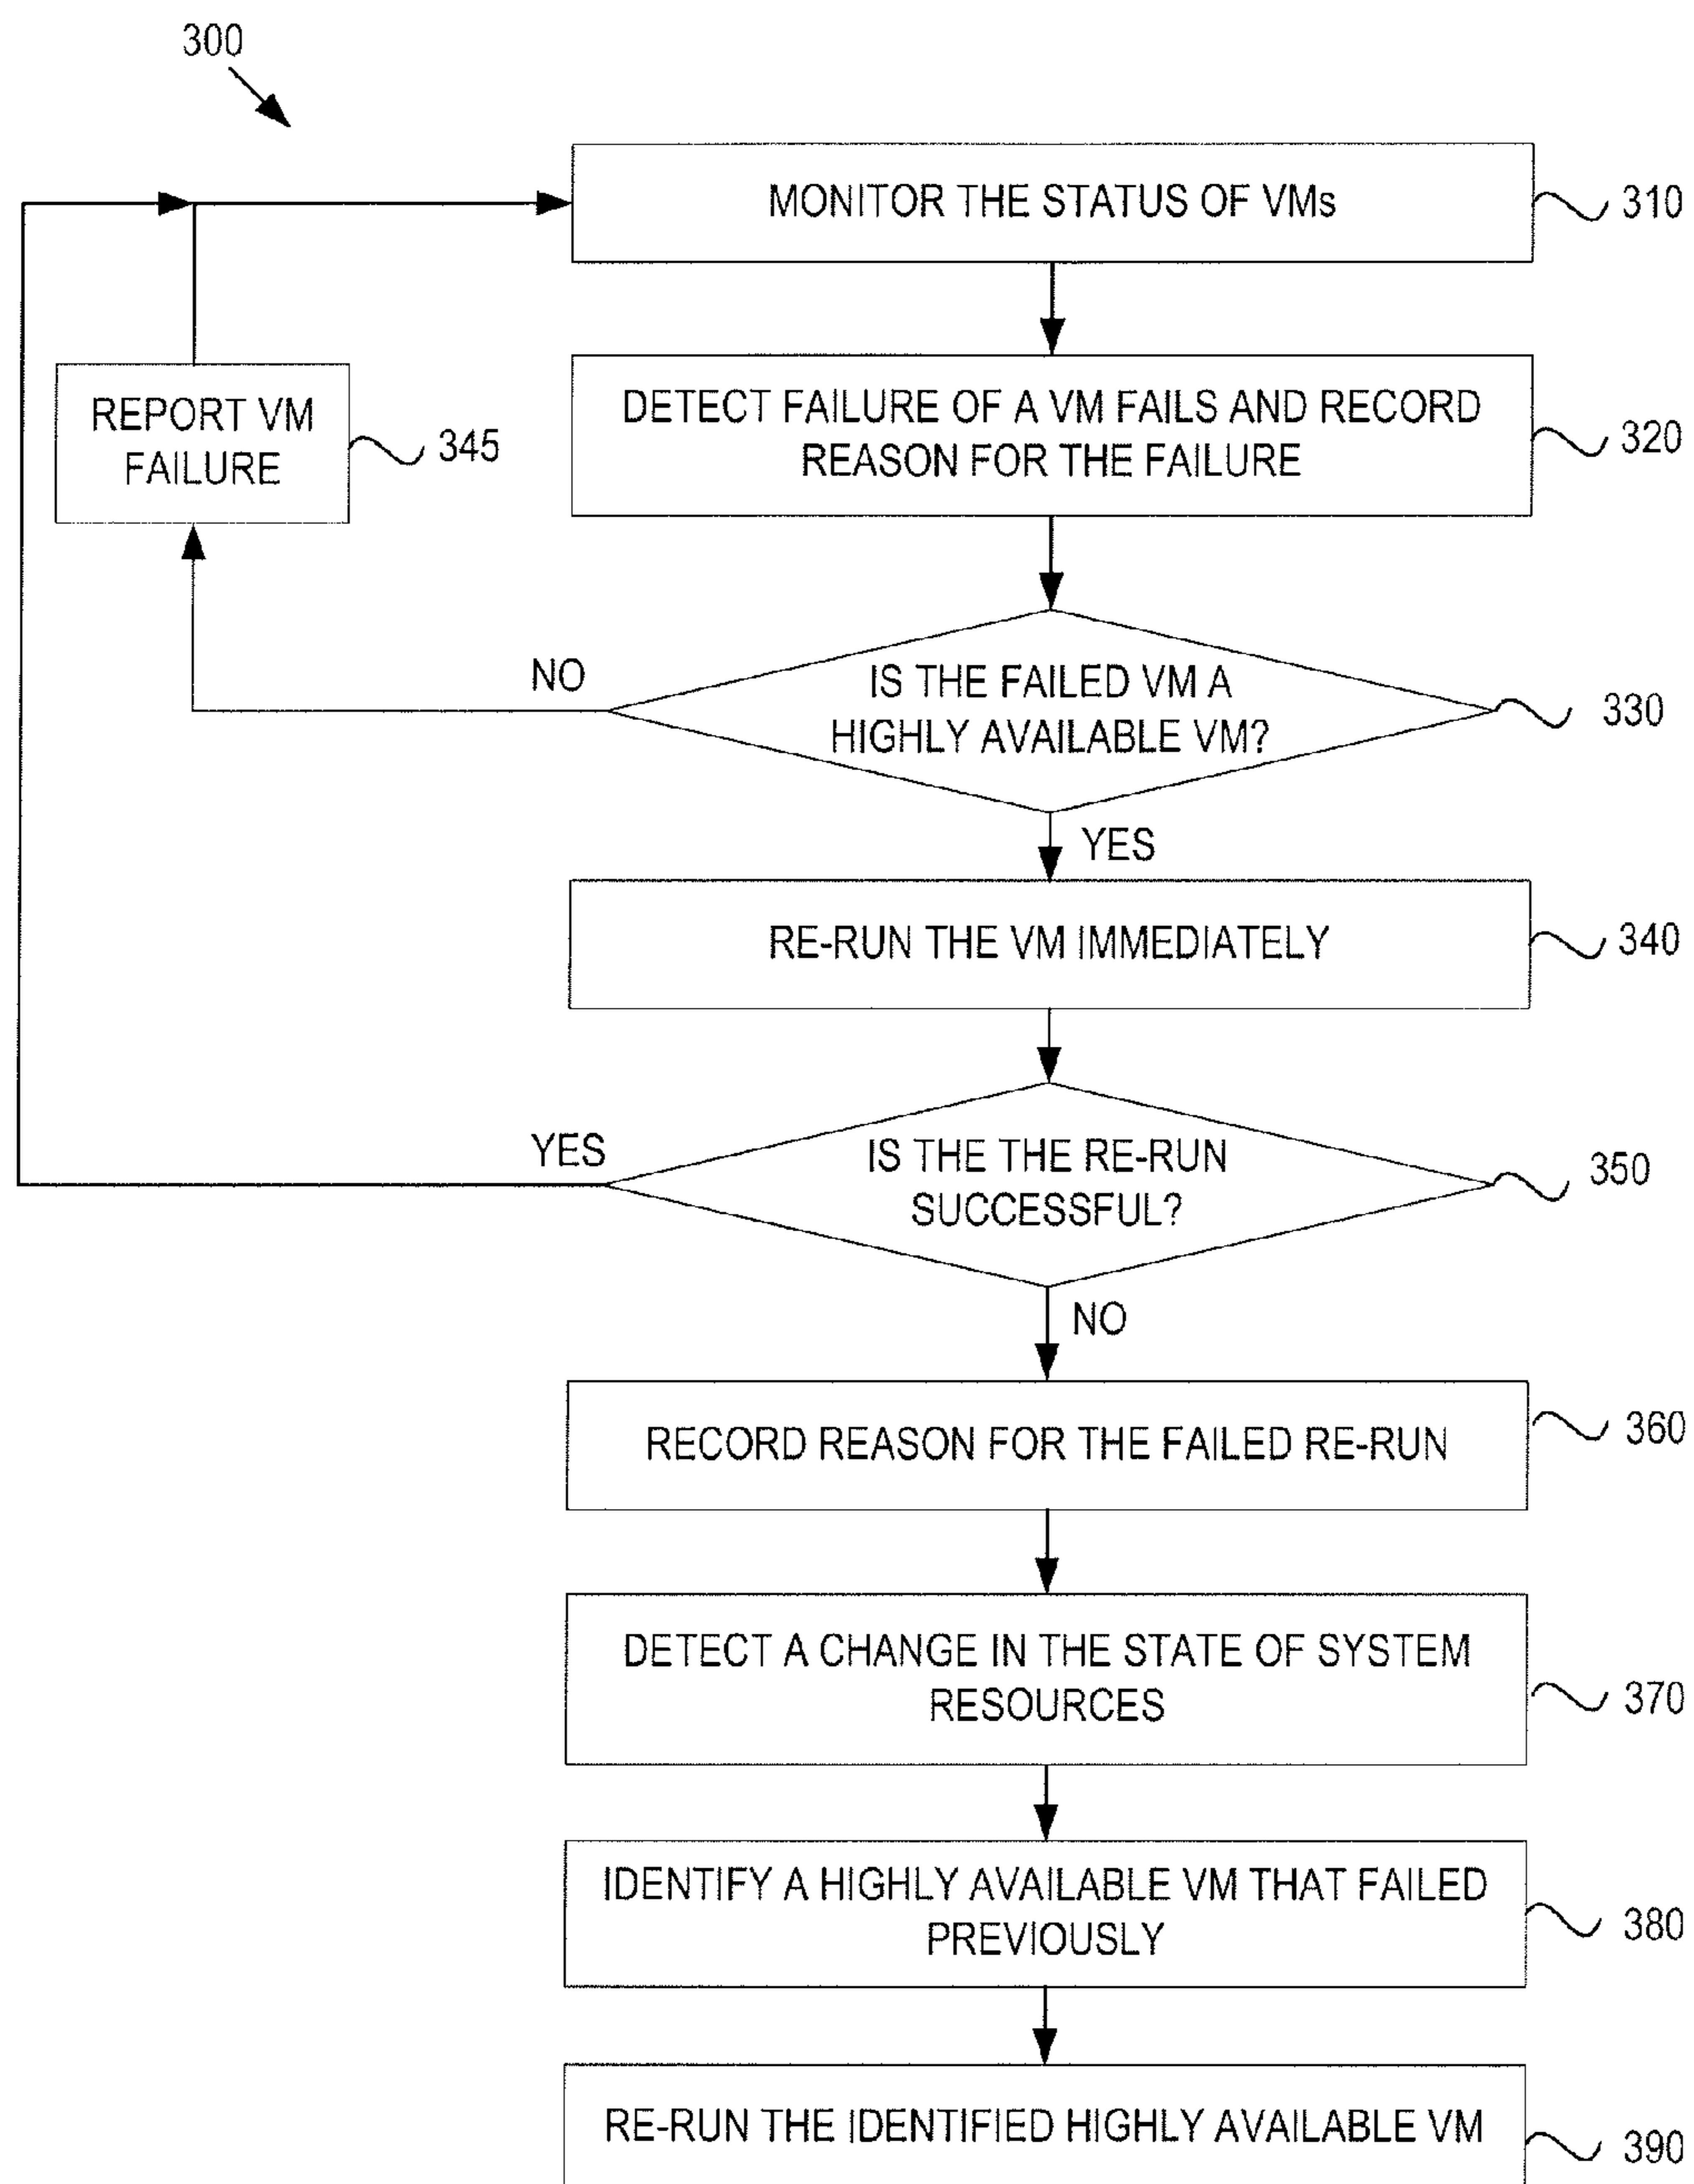 300
MONITOR THE STATUS OF VMs
310
DETECT FAILURE OF A VM FAILS AND RECORD
REASON FOR THE FAILURE
320
REPORT VM
FAILURE
345
NO
IS THE FAILED VM A
HIGHLY AVAILABLE VM?
330
YES
RE-RUN THE VM IMMEDIATELY
340
YES
IS THE THE RE-RUN
SUCCESSFUL?
350
NO
RECORD REASON FOR THE FAILED RE-RUN
360
DETECT A CHANGE IN THE STATE OF SYSTEM
RESOURCES
370
IDENTIFY A HIGHLY AVAILABLE VM THAT FAILED
PREVIOUSLY
380
RE-RUN THE IDENTIFIED HIGHLY AVAILABLE VM
390